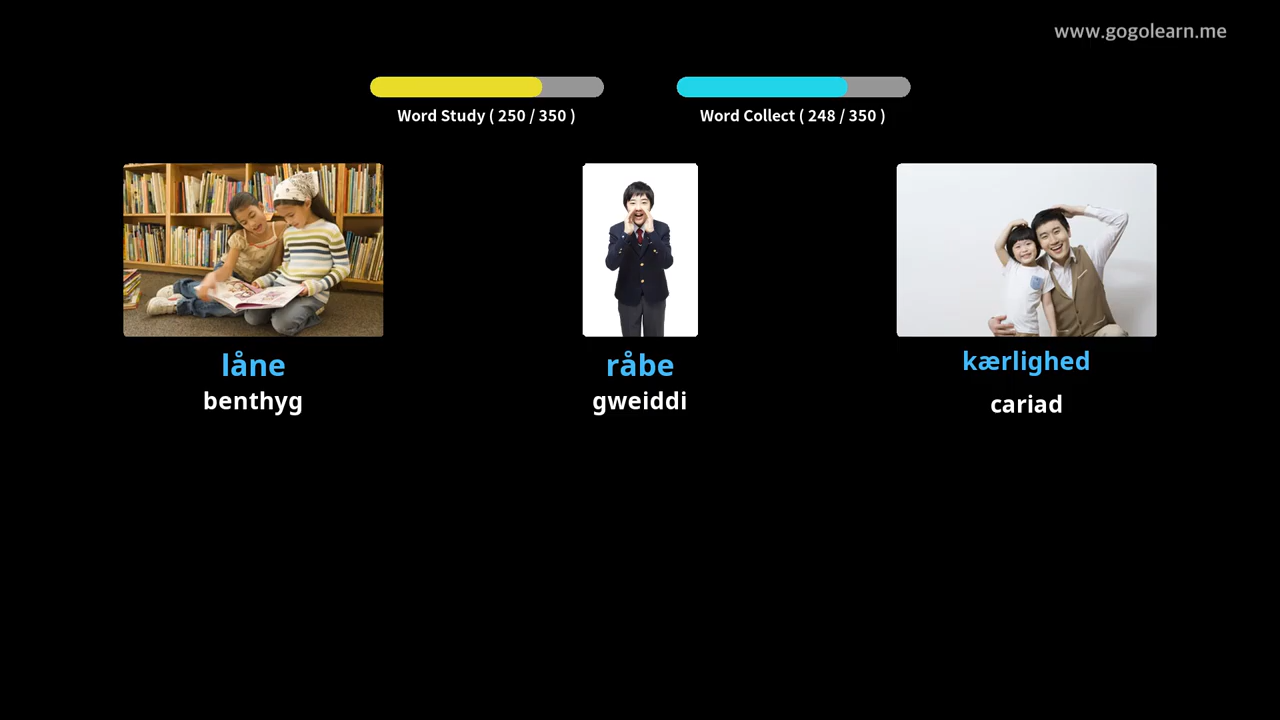 www.gogolearn.me
Word Study ( 250 / 350 )
Word Collect ( 248 / 350 )
låne
benthyg
råbe
gweiddi
kærlighed
cariad